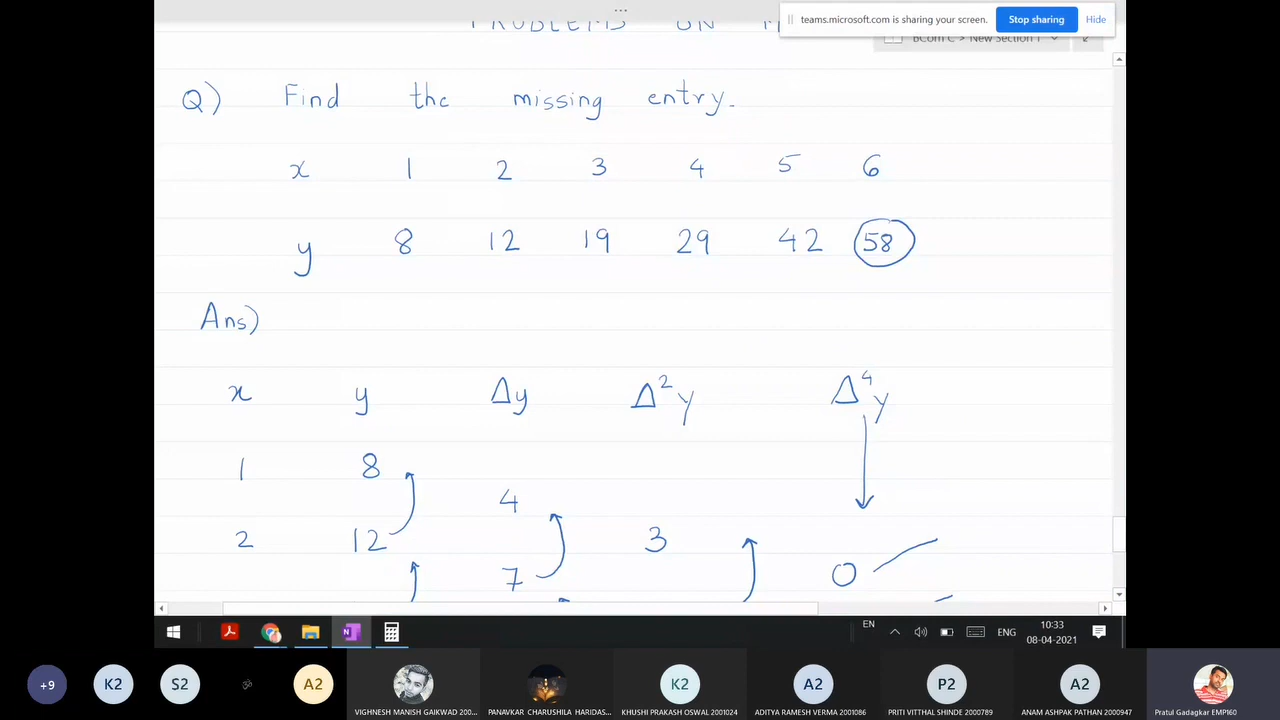 teams.microsoft.com is sharing your screen. Stop sharing Hide
PROBLEMS ON
BCom C > New Section 1
Q) Find the missing entry.
x 1 2 3 4 5 6
y 8 12 19 29 42 58
Ans)
x y Δy Δ²y Δ⁴y
1 8
4
2 12 3
7 0
EN ENG 10:33
08-04-2021
+9 K2 S2 A2 K2 A2 P2 A2
VIGHNESH MANISH GAIKWAD 200... PANAVKAR CHARUSHILA HARIDAS... KHUSHI PRAKASH OSWAL 2001024 ADITYA RAMESH VERMA 2001086 PRITI VITTHAL SHINDE 2000789 ANAM ASHPAK PATHAN 2000947 Pratul Gadagkar EMP160